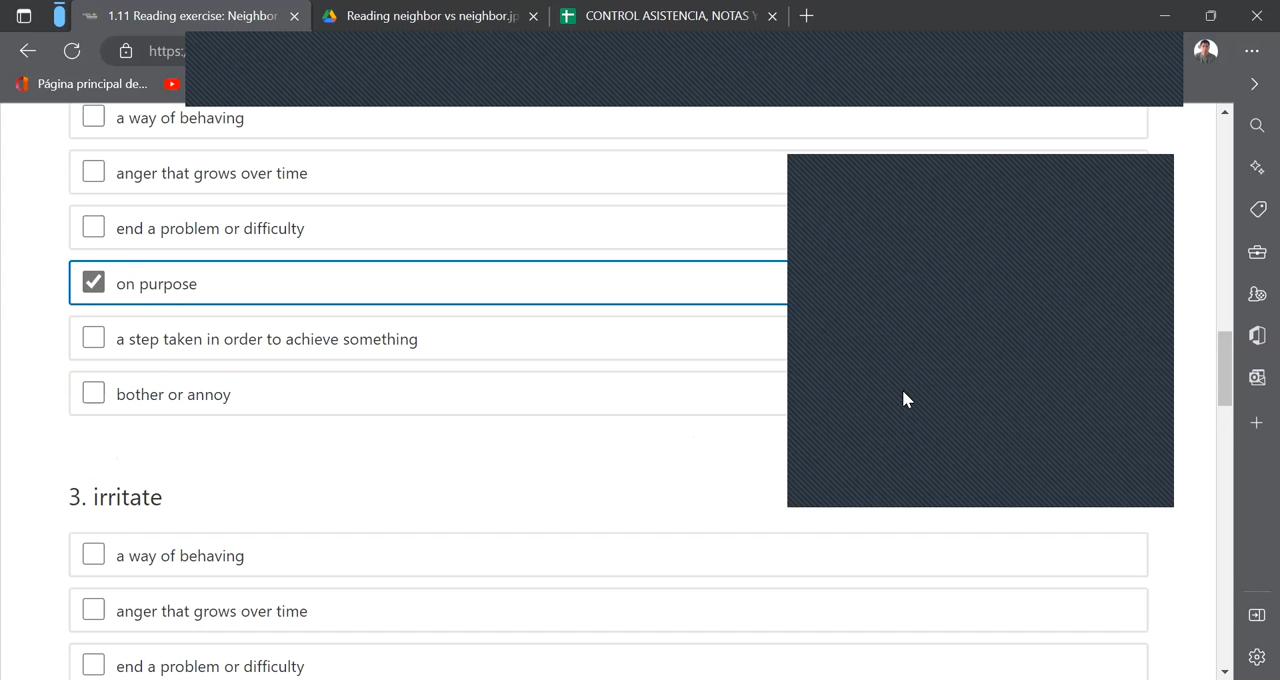 1.11 Reading exercise: Neighbor
Reading neighbor vs neighbor.jp
CONTROL ASISTENCIA, NOTAS Y
https:
Página principal de...
a way of behaving
anger that grows over time
end a problem or difficulty
on purpose
a step taken in order to achieve something
bother or annoy
3. irritate
a way of behaving
anger that grows over time
end a problem or difficulty